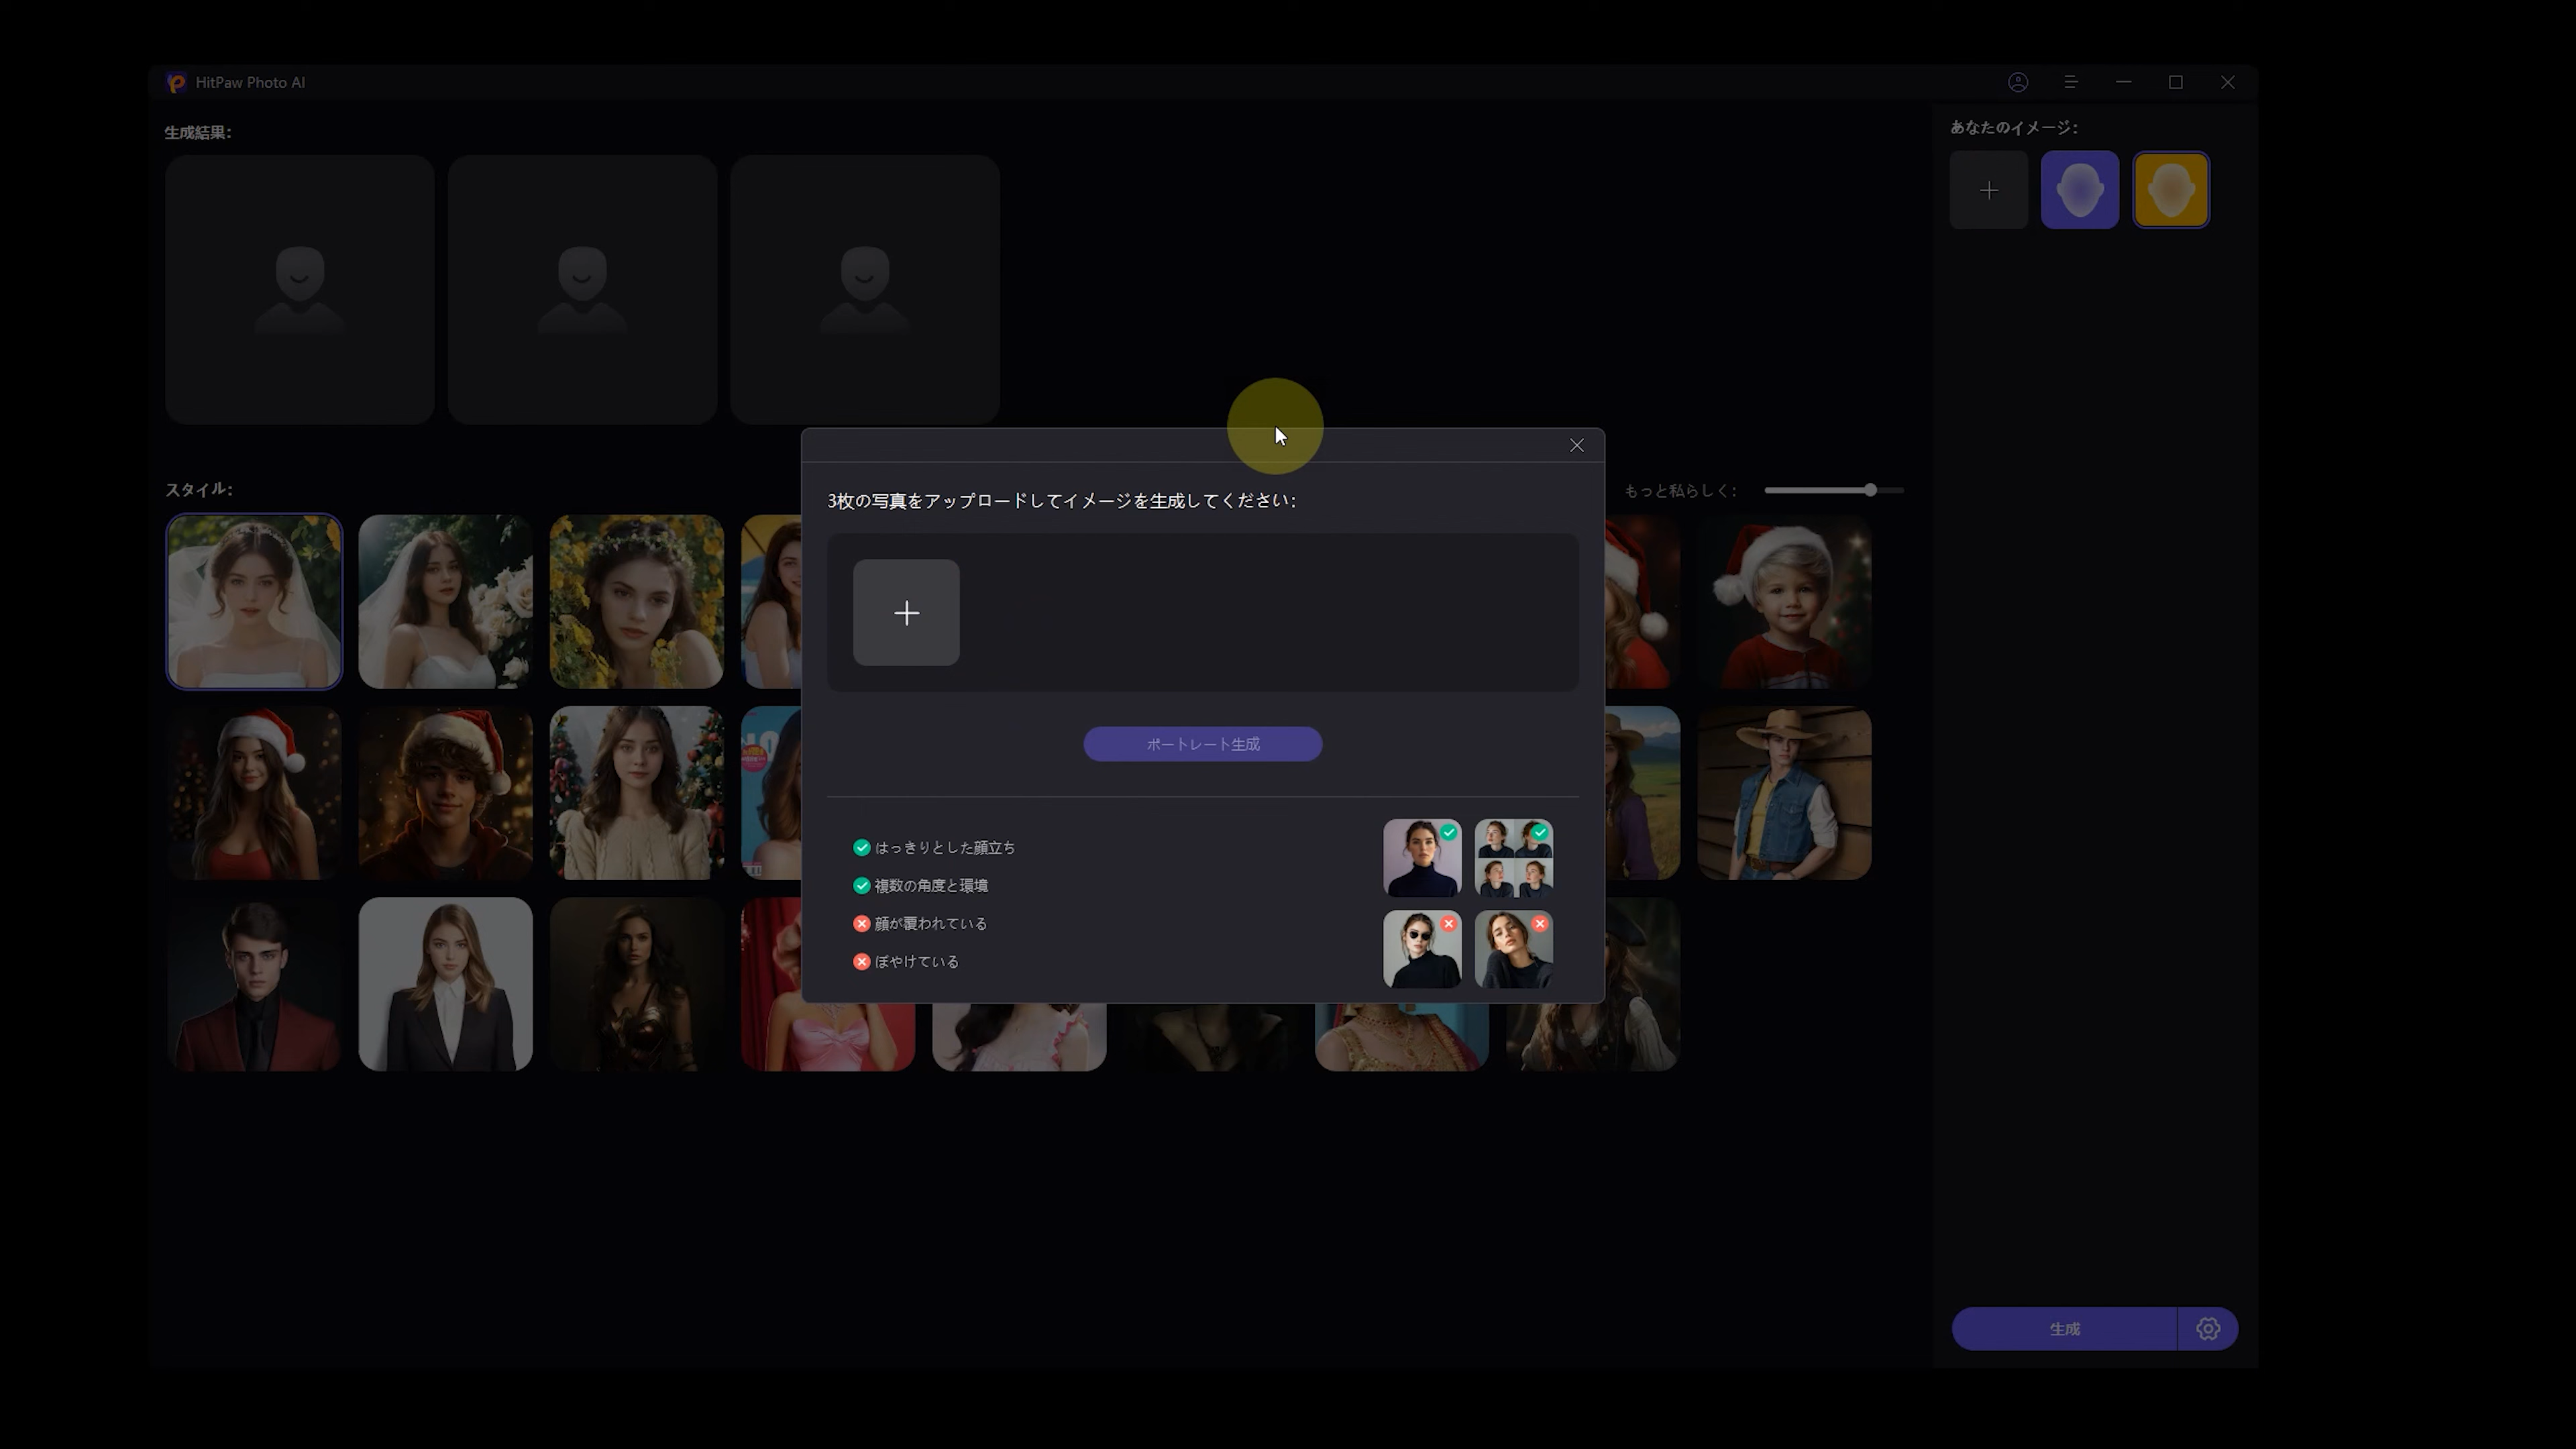 HitPaw Photo AI
生成結果:
あなたのイメージ:
スタイル:
もっと私らしく:
3枚の写真をアップロードしてイメージを生成してください:
ポートレート生成
はっきりとした顔立ち
複数の角度と環境
顔が覆われている
ぼやけている
生成